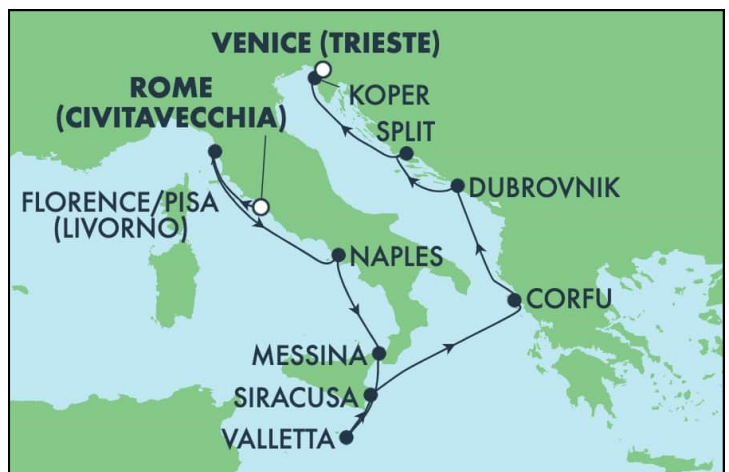 VENICE (TRIESTE)
KOPER
ROME
(CIVITAVECCHIA)
SPLIT
DUBROVNIK
FLORENCE/PISA
(LIVORNO)
NAPLES
CORFU
MESSINA
SIRACUSA
VALLETTA